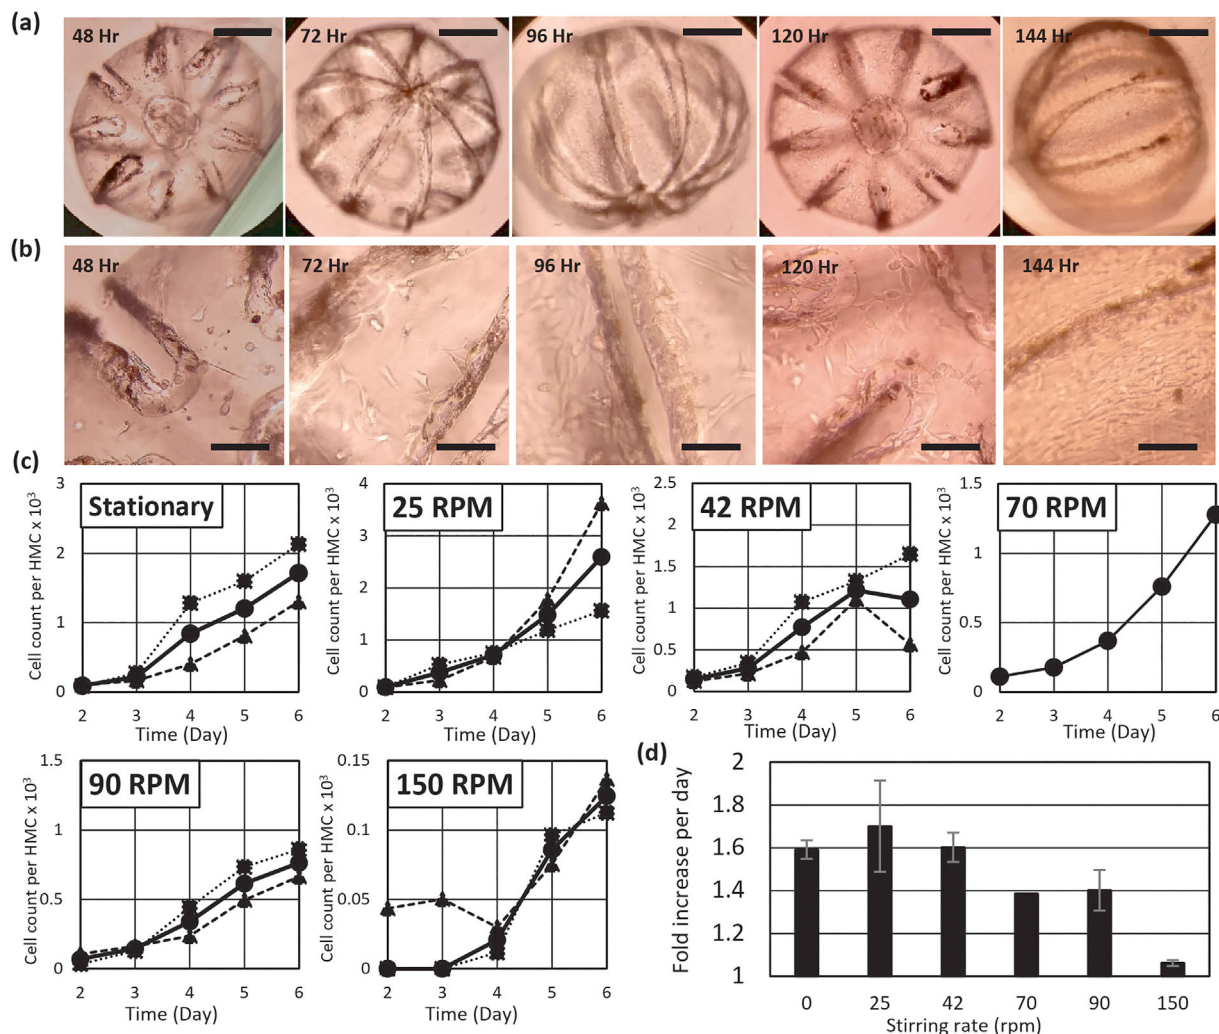 (a)
48 Hr
72 Hr
96 Hr
120 Hr
144 Hr
(b)
48 Hr
72 Hr
96 Hr
120 Hr
144 Hr
(c)
Stationary
Cell count per HMC x 10³
3
2
1
0
2 3 4 5 6
Time (Day)
25 RPM
Cell count per HMC x 10³
4
3
2
1
0
2 3 4 5 6
Time (Day)
42 RPM
Cell count per HMC x 10³
2.5
2
1.5
1
0.5
0
2 3 4 5 6
Time (Day)
70 RPM
Cell count per HMC x 10³
1.5
1
0.5
0
2 3 4 5 6
Time (Day)
90 RPM
Cell count per HMC x 10³
1.5
1
0.5
0
2 3 4 5 6
Time (Day)
150 RPM
Cell count per HMC x 10³
0.15
0.1
0.05
0
2 3 4 5 6
Time (Day)
(d)
Fold increase per day
2
1.8
1.6
1.4
1.2
1
0 25 42 70 90 150
Stirring rate (rpm)